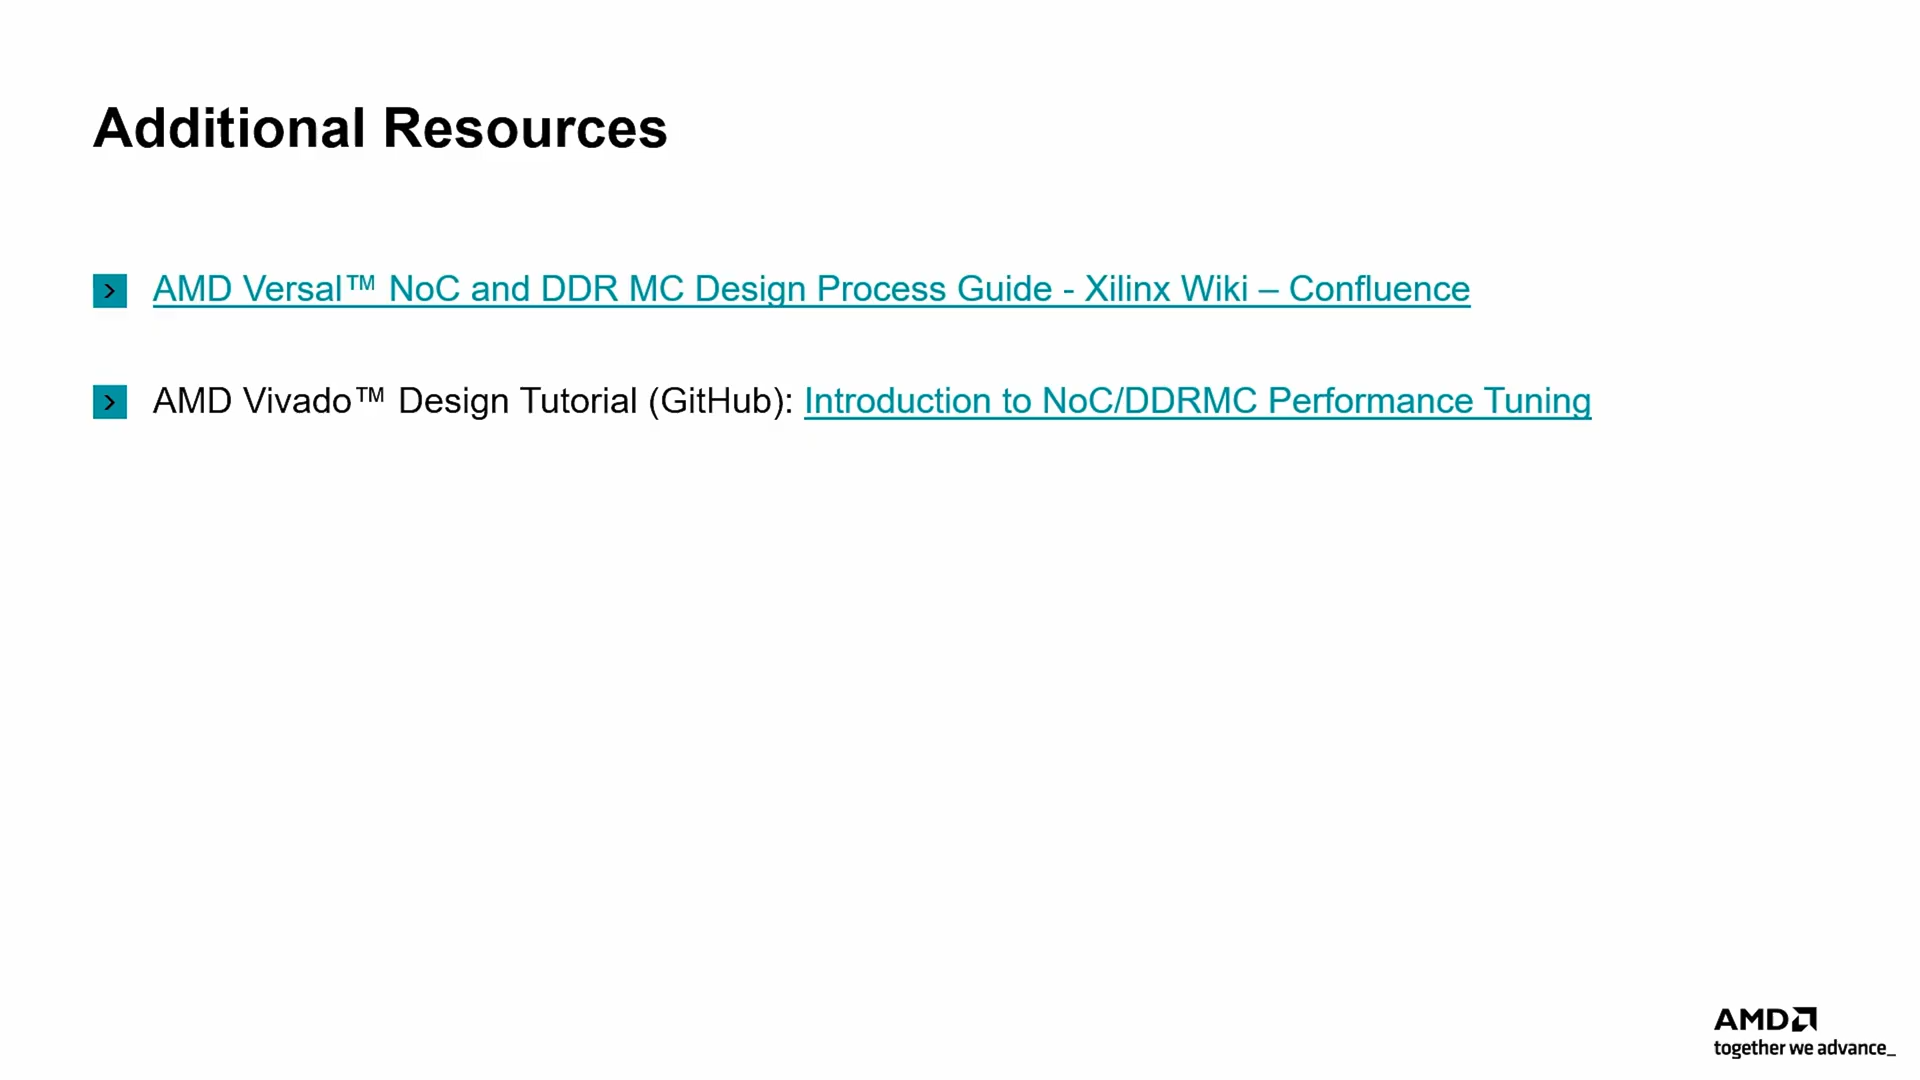 Additional Resources
AMD Versal™ NoC and DDR MC Design Process Guide - Xilinx Wiki – Confluence
AMD Vivado™ Design Tutorial (GitHub): Introduction to NoC/DDRMC Performance Tuning
AMD
together we advance_